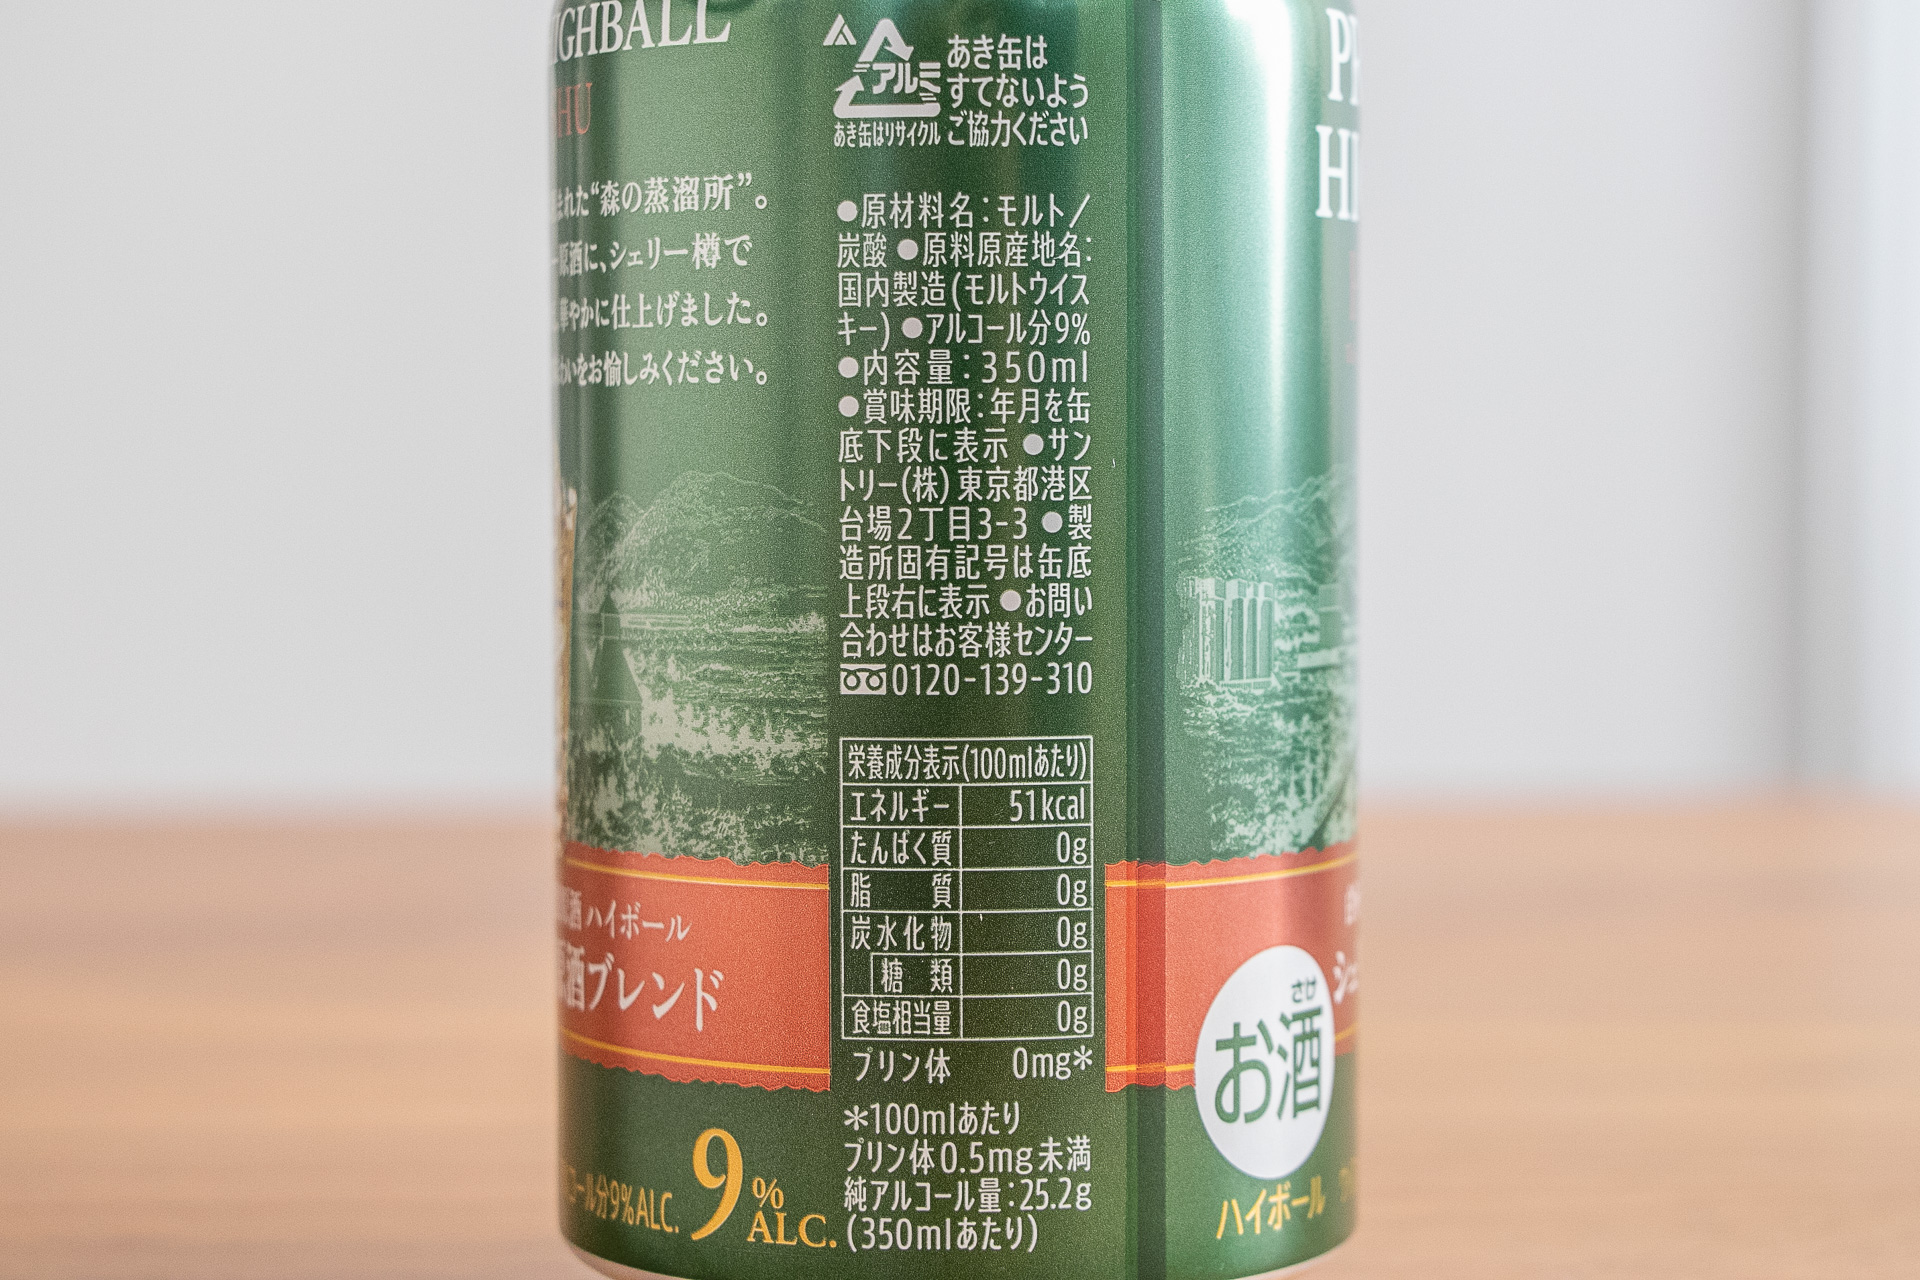 HIGHBALL
HU
まれた“森の蒸溜所”。
原酒に、シェリー樽で
華やかに仕上げました。
わいをお愉しみください。
酒 ハイボール
原酒ブレンド
コール分9%ALC.
9%
ALC.
アルミ
あき缶はリサイクル
あき缶は
すてないよう
ご協力ください
●原材料名：モルト／
炭酸 ●原料原産地名：
国内製造(モルトウイス
キー) ●アルコール分9%
●内容量：350ml
●賞味期限：年月を缶
底下段に表示 ●サン
トリー(株) 東京都港区
台場2丁目3-3 ●製
造所固有記号は缶底
上段右に表示 ●お問い
合わせはお客様センター
0120-139-310
栄養成分表示(100mlあたり)
エネルギー 51kcal
たんぱく質 0g
脂質 0g
炭水化物 0g
糖類 0g
食塩相当量 0g
プリン体 0mg＊
＊100mlあたり
プリン体0.5mg未満
純アルコール量：25.2g
(350mlあたり)
HI
シェ
さけ
お酒
ハイボール